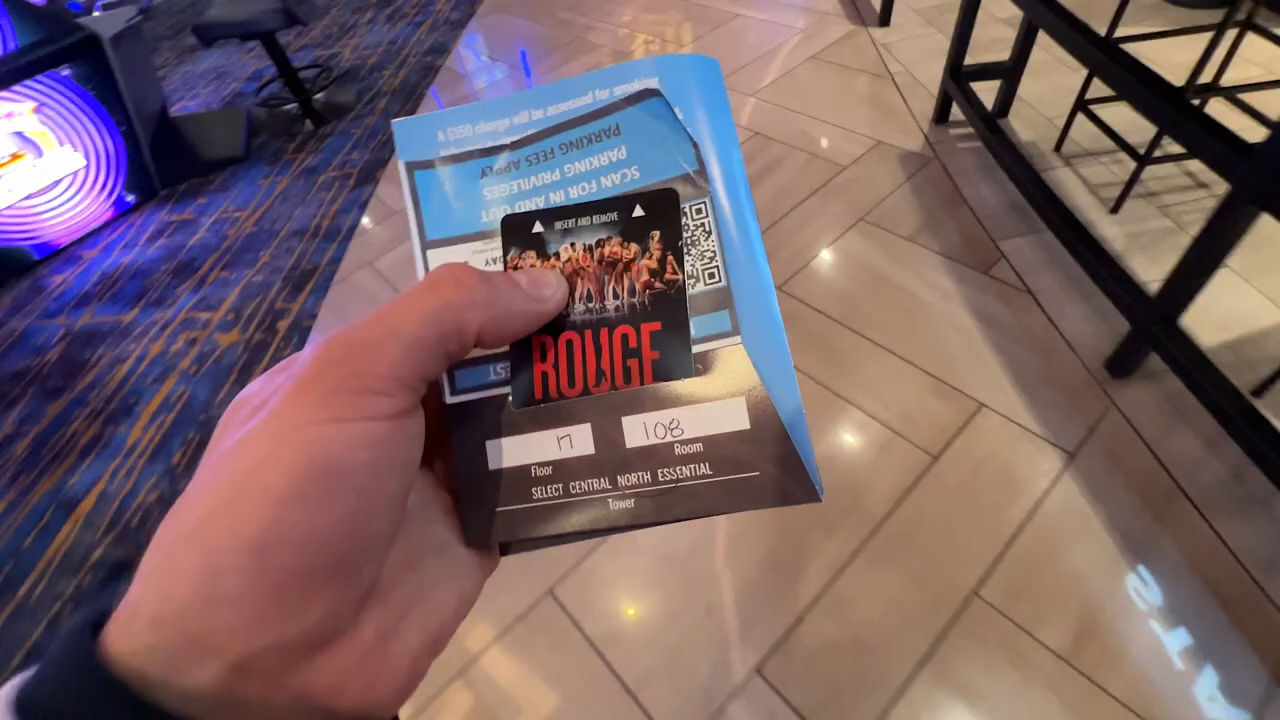 A $150 charge will be assessed for smoking
PARKING FEES APPLY
PARKING PRIVILEGES
SCAN FOR IN AND OUT
INSERT AND REMOVE
ROUGE
17
108
Floor
Room
SELECT CENTRAL NORTH ESSENTIAL
Tower